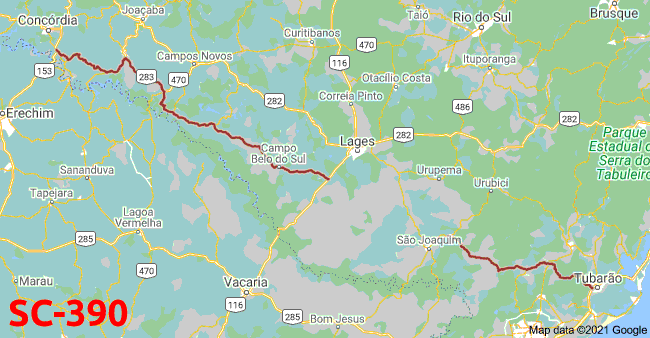 Concórdia
Joaçaba
Curitibanos
Taió
Rio do Sul
Brusque
Campos Novos
470
116
Ituporanga
153
283
470
Otacílio Costa
Correia Pinto
282
486
Erechim
Lages
282
Parque
Estadual da
Serra do
Tabuleiro
Campo
Belo do Sul
Sananduva
Urupema
Urubici
Tapejara
Lagoa
Vermelha
285
São Joaquim
470
Marau
Vacaria
Tubarão
116
285
Bom Jesus
SC-390
Map data ©2021 Google